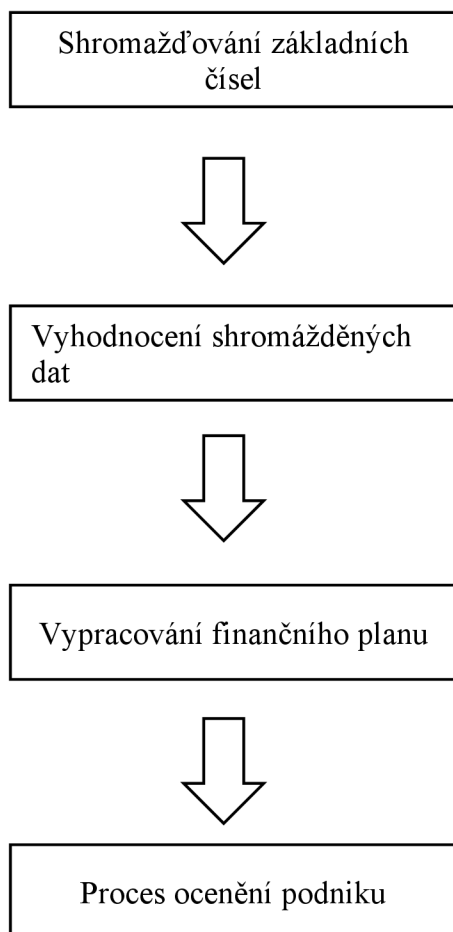 Shromažďování základních
čísel
Vyhodnocení shromážděných
dat
Vypracování finančního planu
Proces ocenění podniku